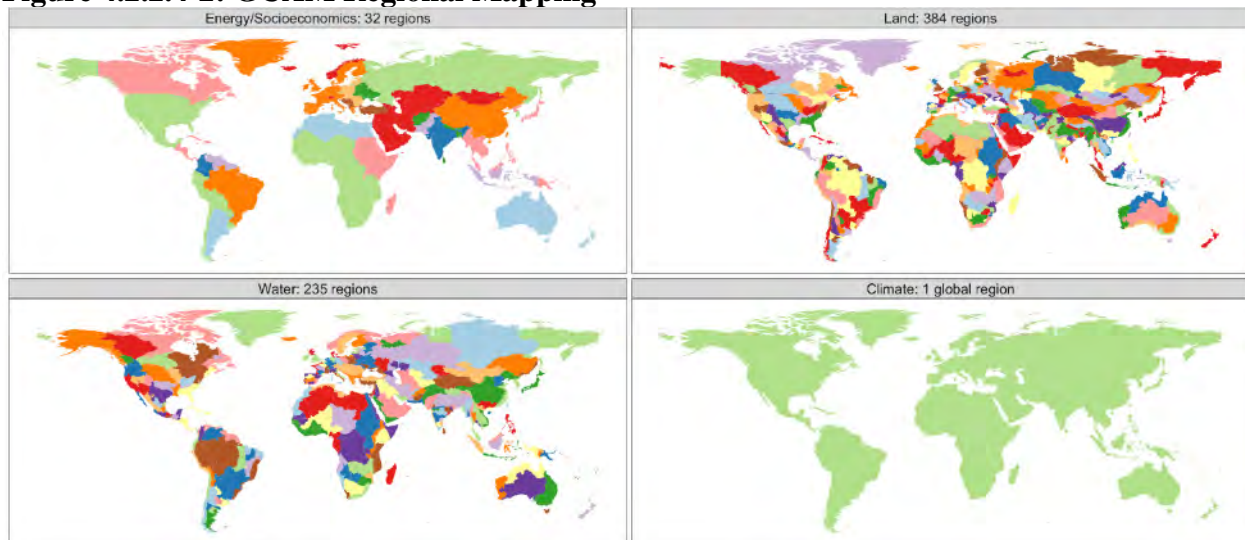 Energy/Socioeconomics: 32 regions
Land: 384 regions
Water: 235 regions
Climate: 1 global region